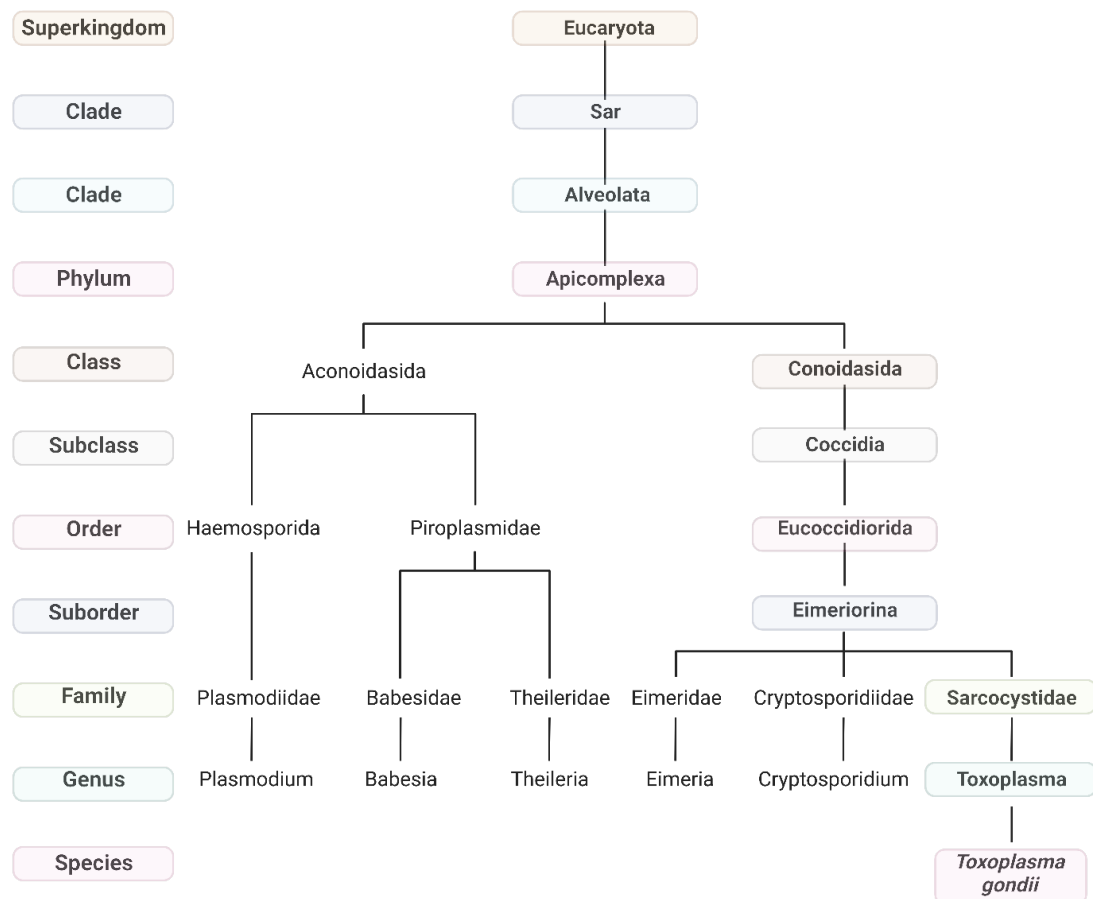 Superkingdom Eucaryota
Clade Sar
Clade Alveolata
Phylum Apicomplexa
Class Aconoidasida Conoidasida
Subclass Coccidia
Order Haemosporida Piroplasmidae Eucoccidiorida
Suborder Eimeriorina
Family Plasmodiidae Babesidae Theileridae Eimeridae Cryptosporidiidae Sarcocystidae
Genus Plasmodium Babesia Theileria Eimeria Cryptosporidium Toxoplasma
Species Toxoplasma
gondii